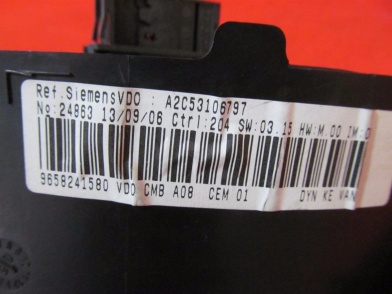 Ref.SiemensVDO : A2C53106797
No:24863 13/09/06 Ctrl:204 SW:03.15 HW:M.00 IM:0
9658241580 VDO CMB A08 CEM 01 DYN KE VAN